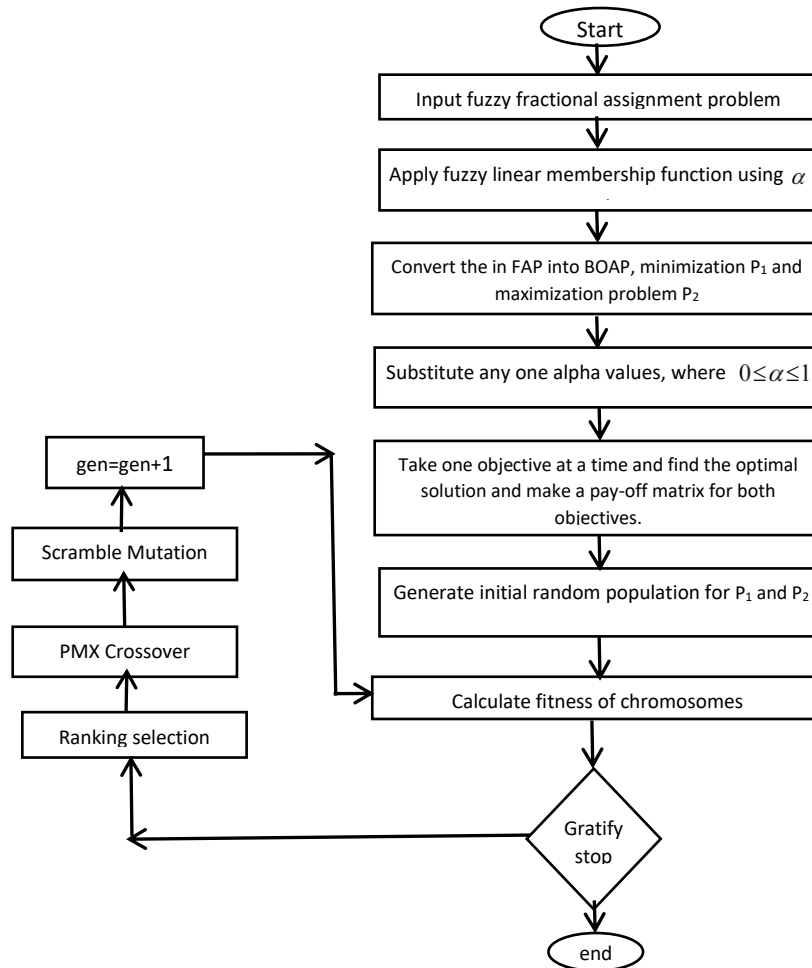 Start
Input fuzzy fractional assignment problem
Apply fuzzy linear membership function using α
.
Convert the in FAP into BOAP, minimization P₁ and
maximization problem P₂
Substitute any one alpha values, where 0≤α≤1
Take one objective at a time and find the optimal
solution and make a pay-off matrix for both
objectives.
Generate initial random population for P₁ and P₂
Calculate fitness of chromosomes
Gratify
stop
end
Ranking selection
PMX Crossover
Scramble Mutation
gen=gen+1